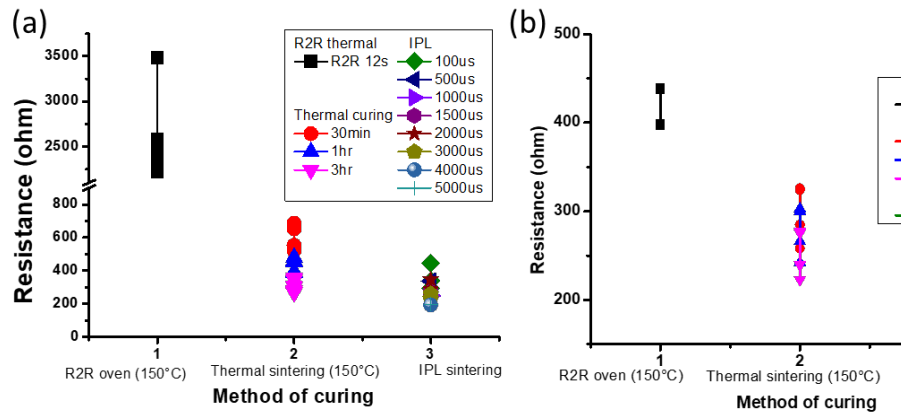 (a)
3500
3000
2500
800
600
400
200
0
Resistance (ohm)
R2R thermal
R2R 12s
Thermal curing
30min
1hr
3hr
IPL
100us
500us
1000us
1500us
2000us
3000us
4000us
5000us
1
2
3
R2R oven (150°C)
Thermal sintering (150°C)
IPL sintering
Method of curing
(b)
500
400
300
200
Resistance (ohm)
1
2
R2R oven (150°C)
Thermal sintering (150°C)
Method of curing